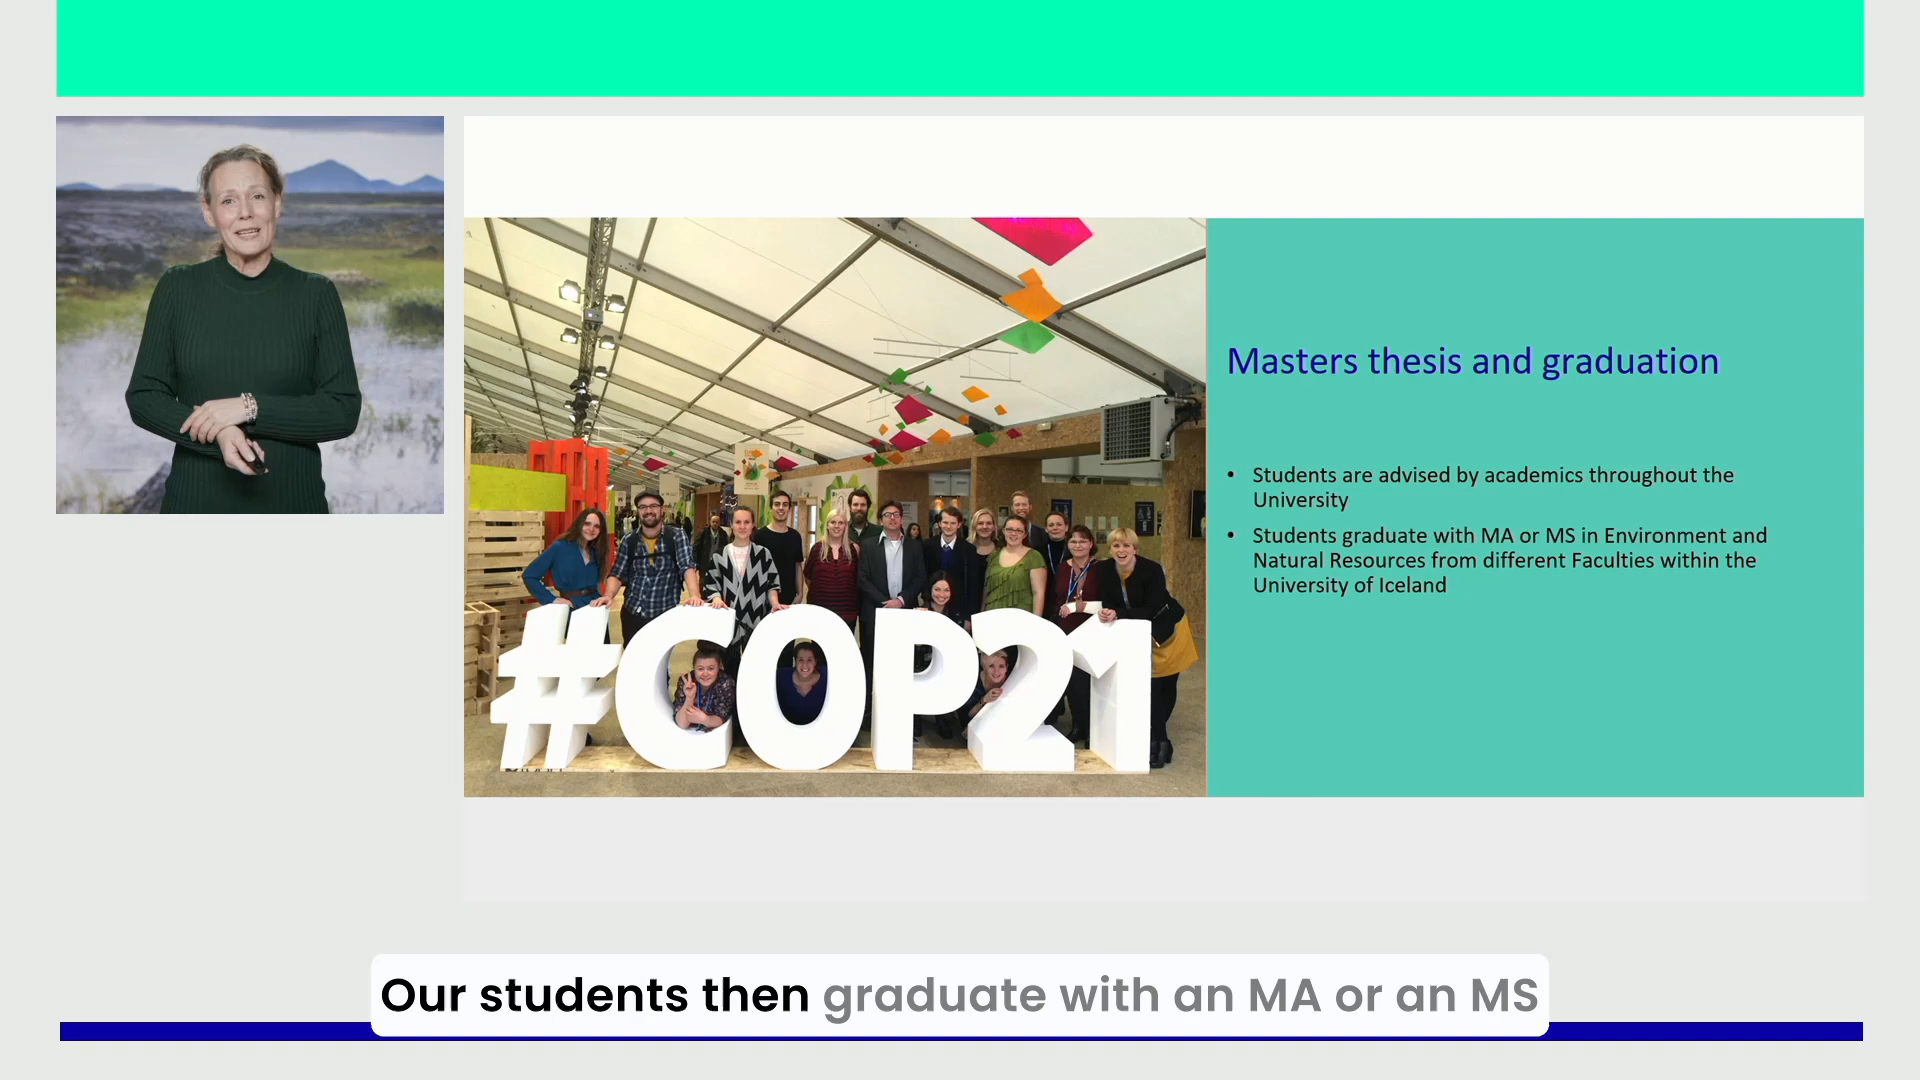 Masters thesis and graduation
• Students are advised by academics throughout the
University
• Students graduate with MA or MS in Environment and
Natural Resources from different Faculties within the
University of Iceland
#COP21
Our students then graduate with an MA or an MS